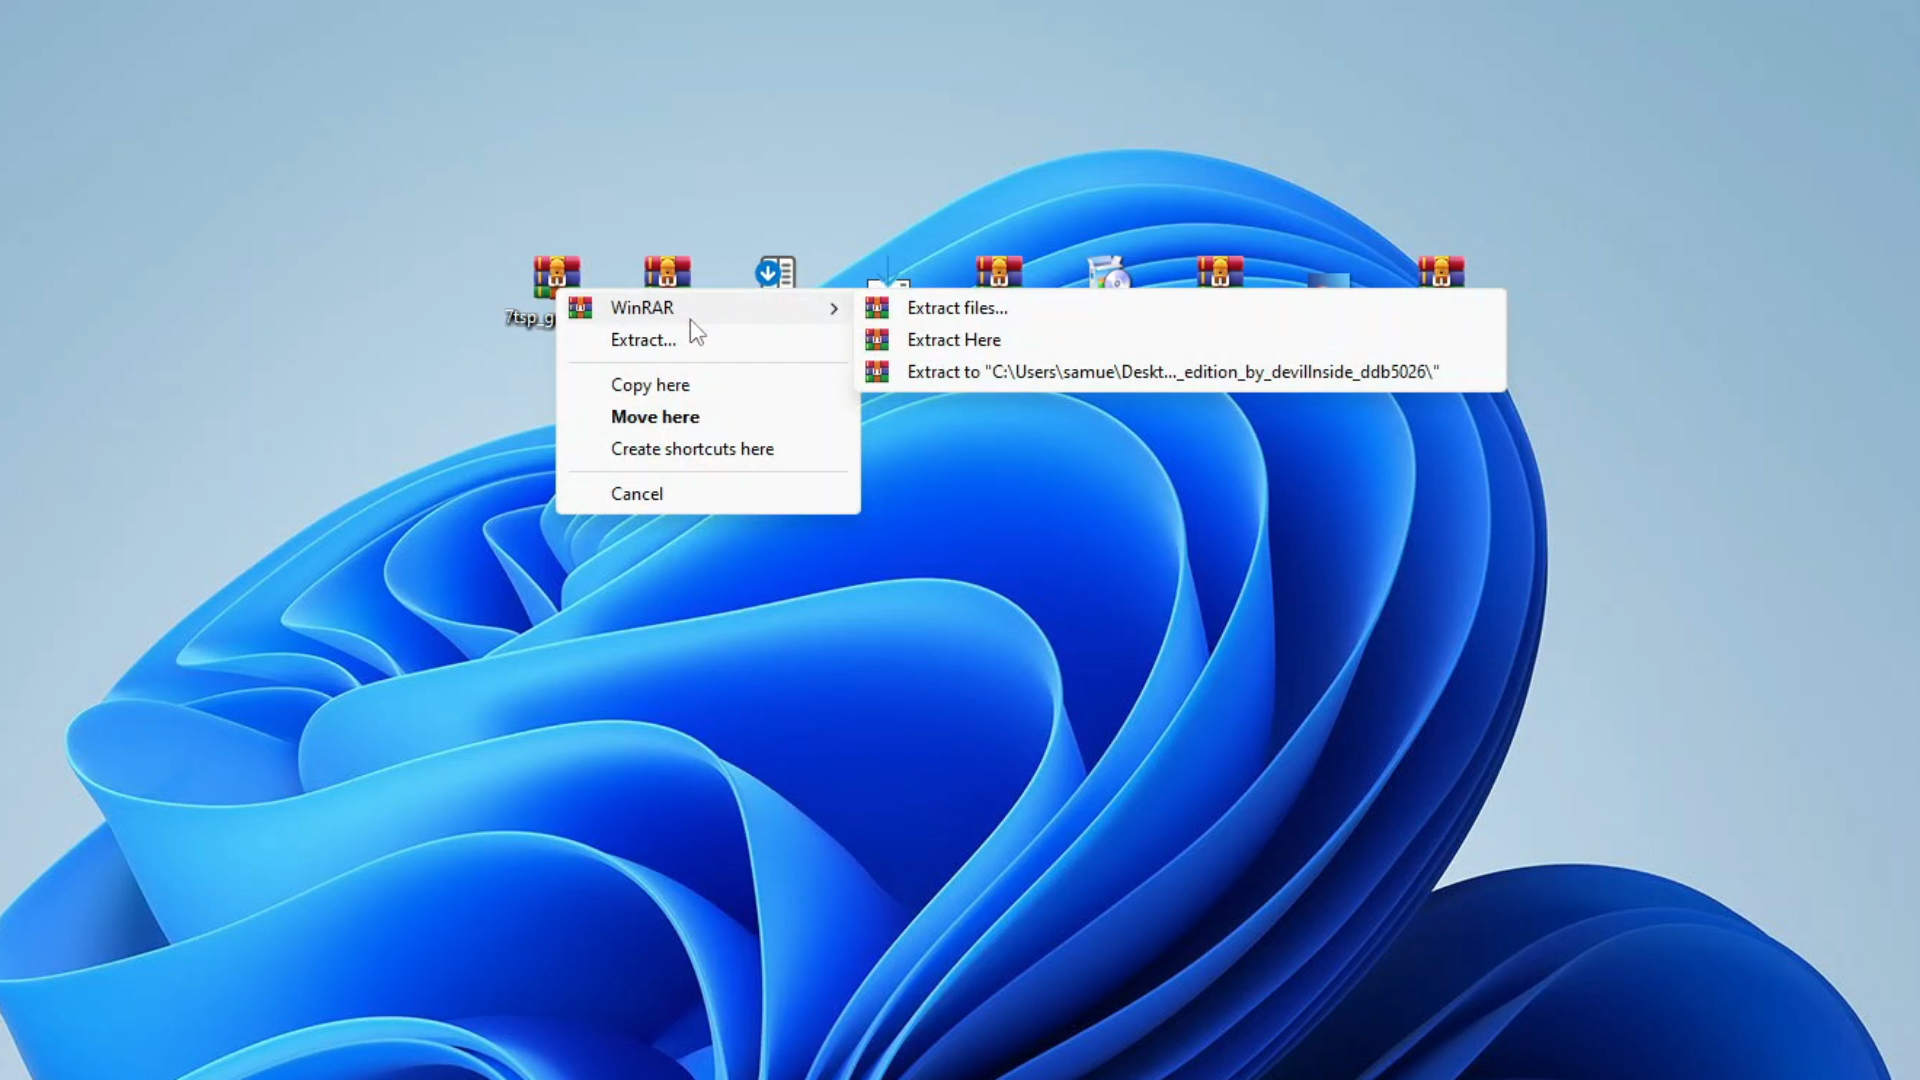 7tsp_g
WinRAR
Extract...
Copy here
Move here
Create shortcuts here
Cancel
Extract files...
Extract Here
Extract to "C:\Users\samue\Deskt..._edition_by_devillnside_ddb5026\"